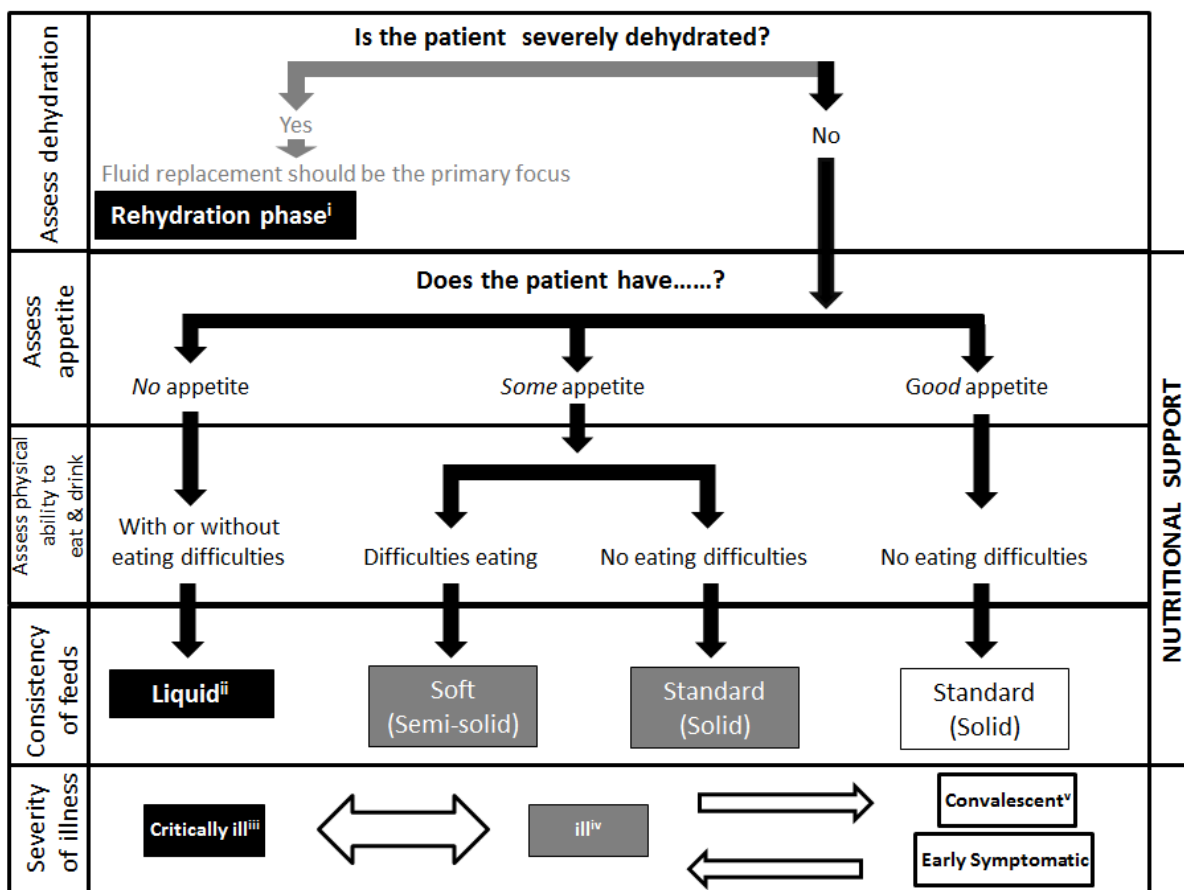 Assess dehydration
Is the patient severely dehydrated?
Yes
No
Fluid replacement should be the primary focus
Rehydration phaseⁱ
Assess
appetite
Does the patient have......?
No appetite
Some appetite
Good appetite
Assess physical
ability to
eat & drink
With or without
eating difficulties
Difficulties eating
No eating difficulties
No eating difficulties
Consistency
of feeds
Liquidⁱⁱ
Soft
(Semi-solid)
Standard
(Solid)
Standard
(Solid)
NUTRITIONAL SUPPORT
Severity
of illness
Critically illⁱⁱⁱ
illⁱᵛ
Convalescentᵛ
Early Symptomatic